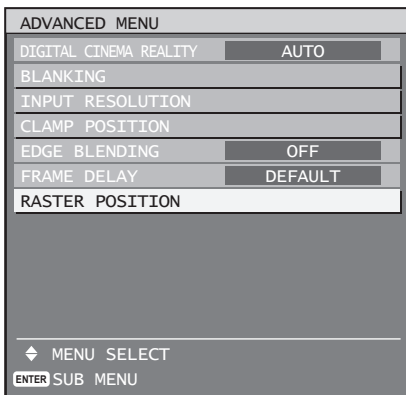 ADVANCED MENU
DIGITAL CINEMA REALITY AUTO
BLANKING
INPUT RESOLUTION
CLAMP POSITION
EDGE BLENDING OFF
FRAME DELAY DEFAULT
RASTER POSITION
MENU SELECT
ENTER SUB MENU